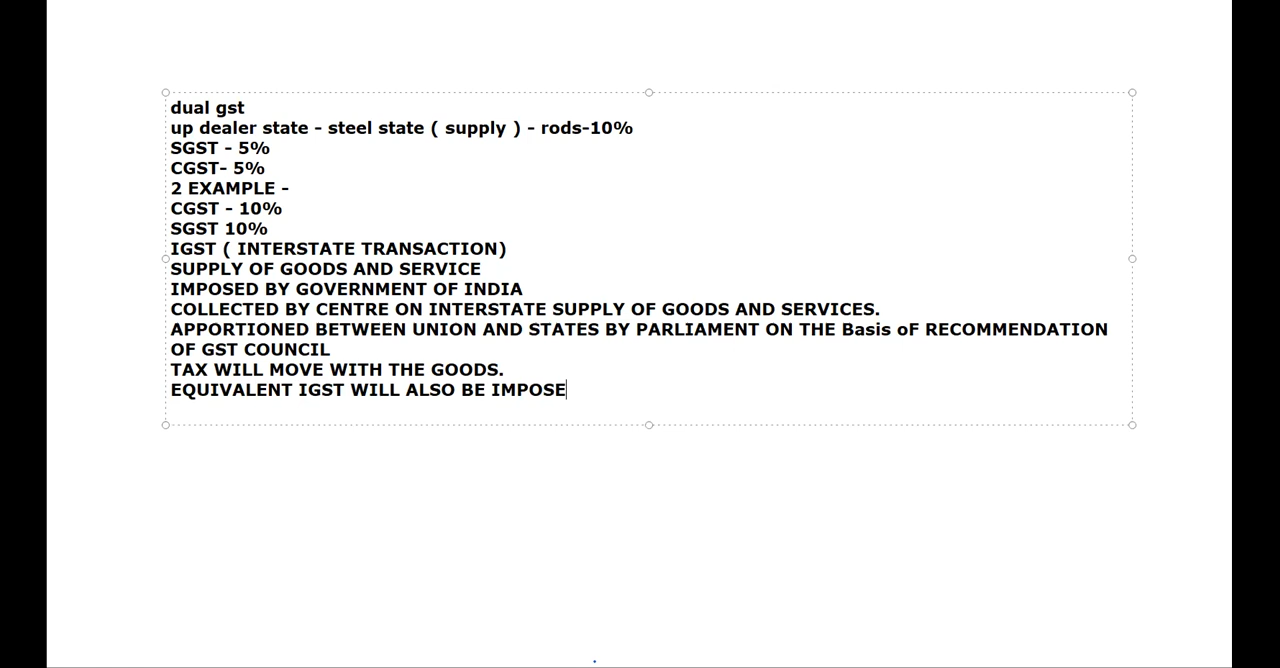 dual gst
up dealer state - steel state ( supply ) - rods-10%
SGST - 5%
CGST- 5%
2 EXAMPLE -
CGST - 10%
SGST 10%
IGST ( INTERSTATE TRANSACTION)
SUPPLY OF GOODS AND SERVICE
IMPOSED BY GOVERNMENT OF INDIA
COLLECTED BY CENTRE ON INTERSTATE SUPPLY OF GOODS AND SERVICES.
APPORTIONED BETWEEN UNION AND STATES BY PARLIAMENT ON THE Basis oF RECOMMENDATION
OF GST COUNCIL
TAX WILL MOVE WITH THE GOODS.
EQUIVALENT IGST WILL ALSO BE IMPOSE